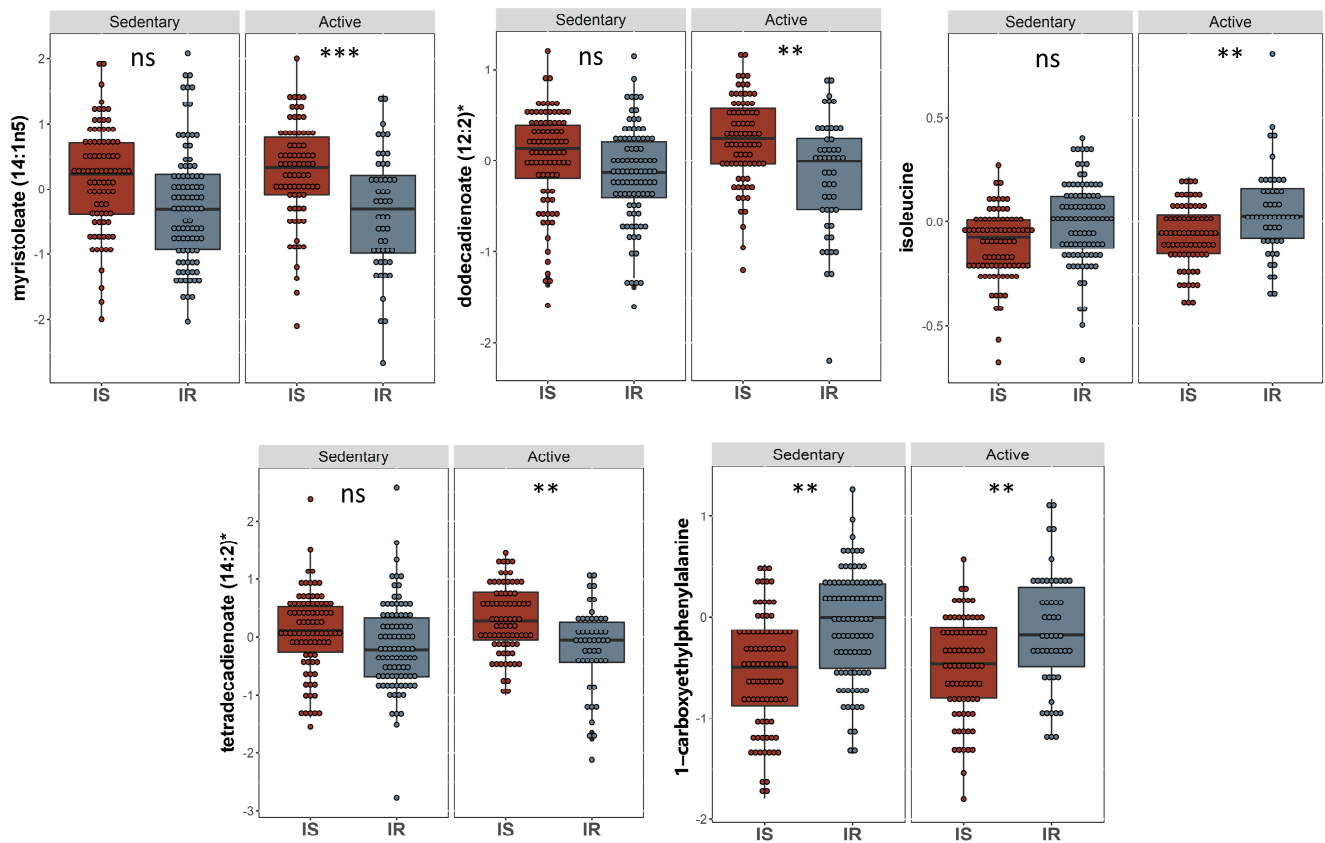 Sedentary Active
myristoleate (14:1n5)
2
1
0
-1
-2
ns ***
IS IR IS IR
Sedentary Active
dodecadienoate (12:2)*
1
0
-1
-2
ns **
IS IR IS IR
Sedentary Active
isoleucine
0.5
0.0
-0.5
ns **
IS IR IS IR
Sedentary Active
tetradecadienoate (14:2)*
2
1
0
-1
-2
-3
ns **
IS IR IS IR
Sedentary Active
1–carboxyethylphenylalanine
1
0
-1
-2
** **
IS IR IS IR